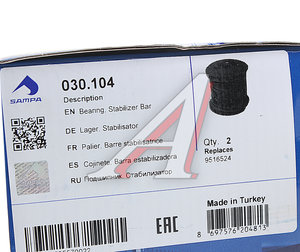 SAMPA
030.104
Description
EN Bearing, Stabilizer Bar
DE Lager, Stabilisator
FR Palier, Barre stabilisatrice
ES Cojinete, Barra estabilizadora
RU Подшипник, Стабилизатор
Qty. 2
Replaces
9516524
EAC
Made in Turkey
8 697576 204813